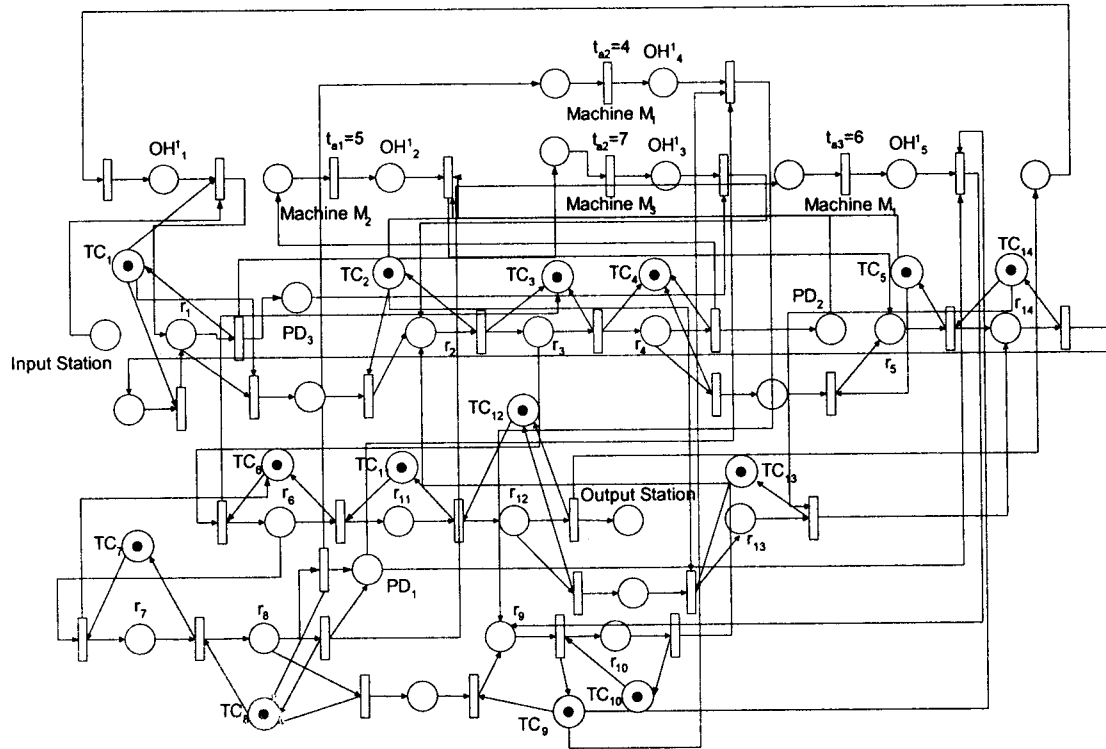 t_a2=4 OH¹_4
Machine M_1
OH¹_1
t_a1=5 OH¹_2
t_a2=7 OH¹_3
t_a3=6 OH¹_5
Machine M_2
Machine M_3
Machine M_1
TC_1
TC_2
TC_3
TC_4
TC_5
TC_14
r_1
PD_3
r_2
r_3
r_4
PD_2
r_5
r_14
Input Station
TC_12
TC_6
TC_11
TC_13
r_6
r_11
r_12
Output Station
r_13
TC_7
PD_1
r_7
r_8
r_9
r_10
TC_8
TC_9
TC_10